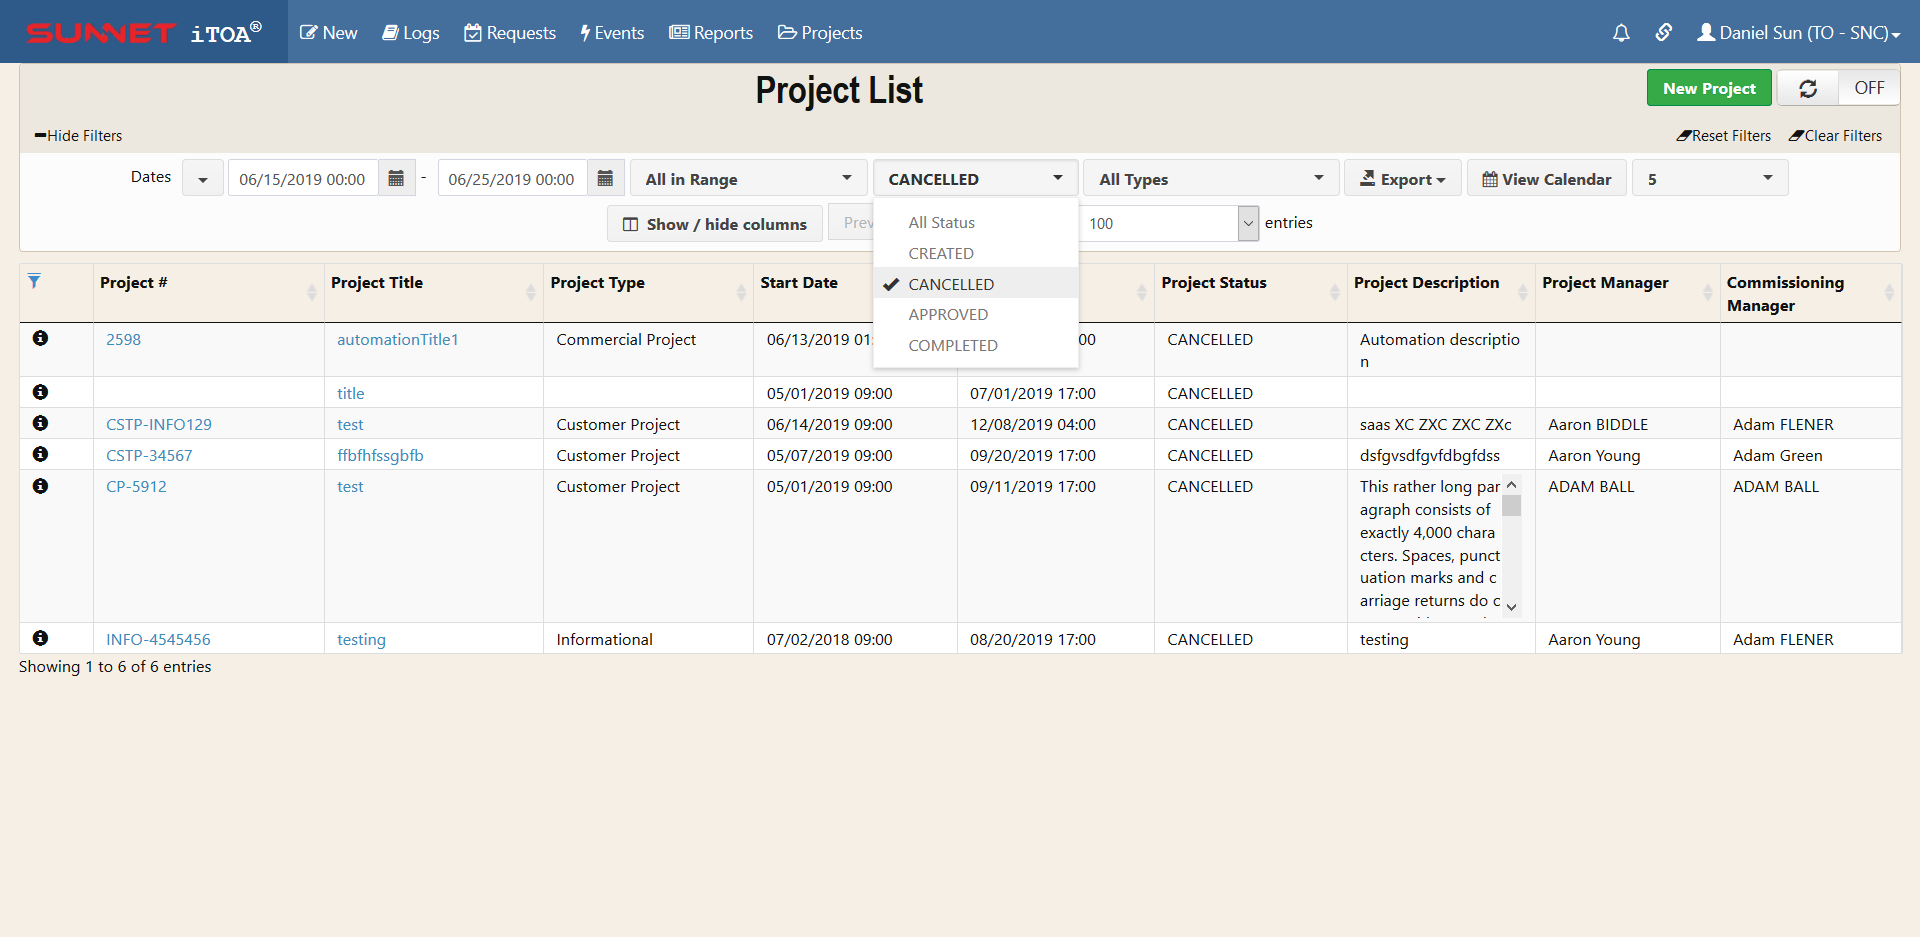 SUNNET iTOA®
New Logs Requests Events Reports Projects Daniel Sun (TO - SNC)
Project List New Project OFF
Hide Filters Reset Filters Clear Filters
Dates 06/15/2019 00:00 - 06/25/2019 00:00 All in Range CANCELLED All Types Export View Calendar 5
Show / hide columns 100 entries
All Status
CREATED
CANCELLED
APPROVED
COMPLETED
Project # Project Title Project Type Start Date Project Status Project Description Project Manager Commissioning
Manager
2598 automationTitle1 Commercial Project 06/13/2019 CANCELLED Automation descriptio
n
title 05/01/2019 09:00 07/01/2019 17:00 CANCELLED
CSTP-INFO129 test Customer Project 06/14/2019 09:00 12/08/2019 04:00 CANCELLED saas XC ZXC ZXC ZXc Aaron BIDDLE Adam FLENER
CSTP-34567 ffbfhfssgbfb Customer Project 05/07/2019 09:00 09/20/2019 17:00 CANCELLED dsfgvsdfgvfdbgfdss Aaron Young Adam Green
CP-5912 test Customer Project 05/01/2019 09:00 09/11/2019 17:00 CANCELLED This rather long par ADAM BALL ADAM BALL
agraph consists of
exactly 4,000 chara
cters. Spaces, punct
uation marks and c
arriage returns do c
INFO-4545456 testing Informational 07/02/2018 09:00 08/20/2019 17:00 CANCELLED testing Aaron Young Adam FLENER
Showing 1 to 6 of 6 entries